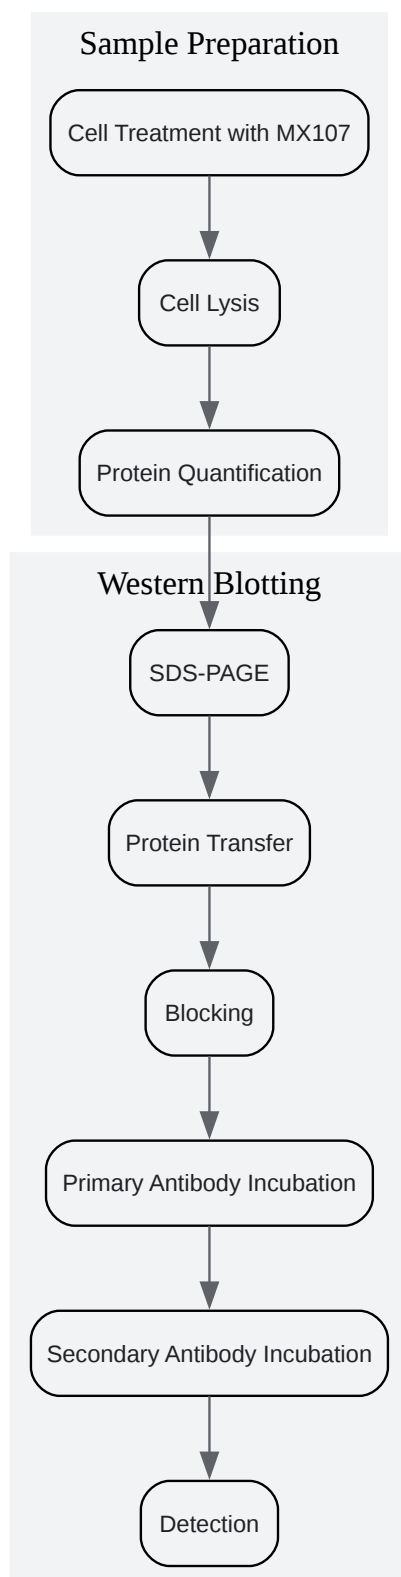 Sample Preparation
Cell Treatment with MX107
Cell Lysis
Protein Quantification
Western Blotting
SDS-PAGE
Protein Transfer
Blocking
Primary Antibody Incubation
Secondary Antibody Incubation
Detection